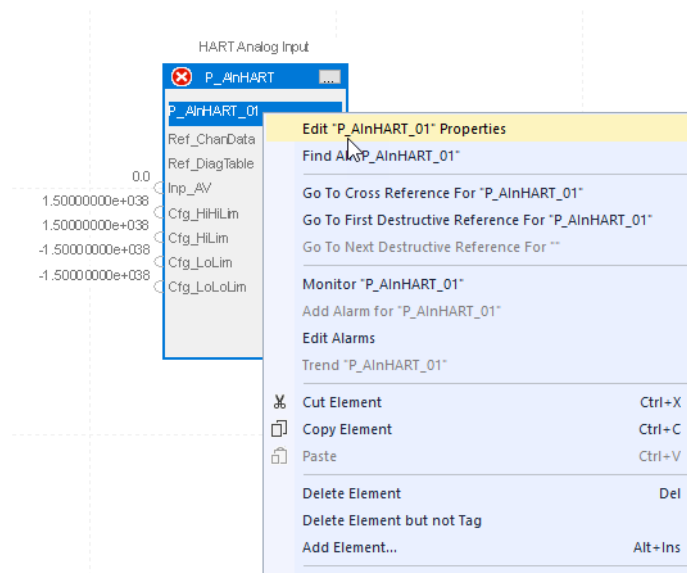 HART Analog Input
P_AInHART
...
P_AInHART_01
Ref_ChanData
Ref_DiagTable
0.0
Inp_AV
1.50000000e+038
Cfg_HiHiLim
1.50000000e+038
Cfg_HiLim
-1.50000000e+038
Cfg_LoLim
-1.50000000e+038
Cfg_LoLoLim
Edit "P_AInHART_01" Properties
Find All "P_AInHART_01"
Go To Cross Reference For "P_AInHART_01"
Go To First Destructive Reference For "P_AInHART_01"
Go To Next Destructive Reference For ""
Monitor "P_AInHART_01"
Add Alarm for "P_AInHART_01"
Edit Alarms
Trend "P_AInHART_01"
Cut Element Ctrl+X
Copy Element Ctrl+C
Paste Ctrl+V
Delete Element Del
Delete Element but not Tag
Add Element... Alt+Ins